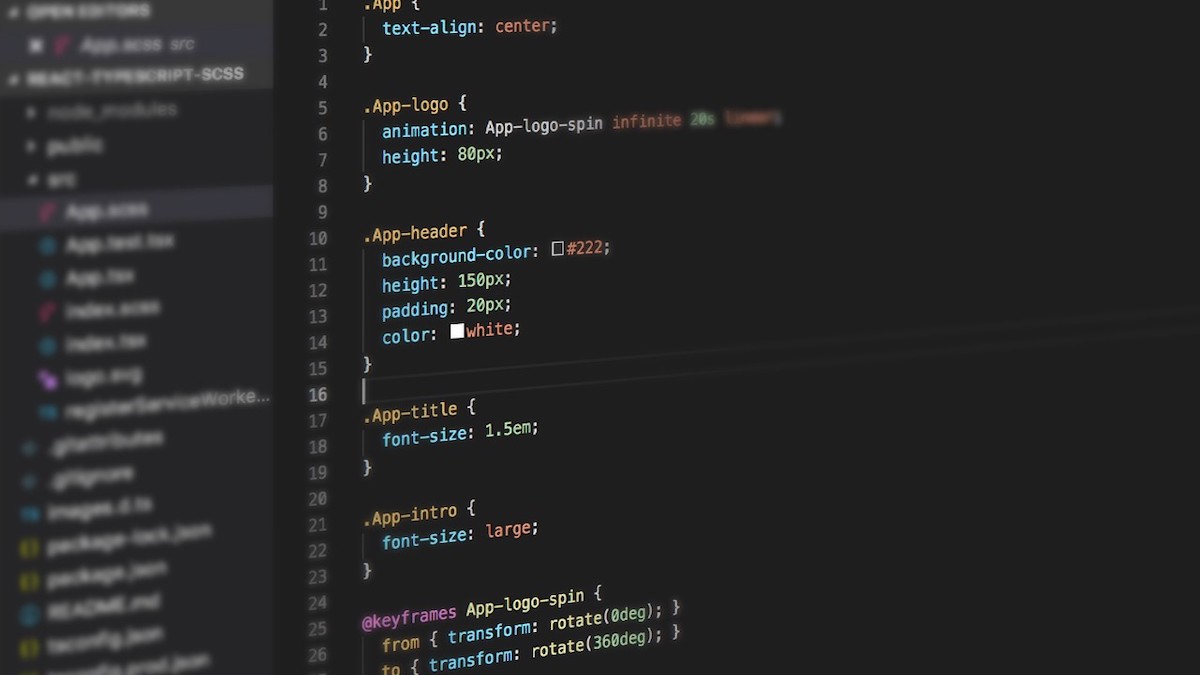 OPEN EDITORS
App.scss src
REACT-TYPESCRIPT-SCSS
node_modules
public
src
App.scss
App.test.tsx
App.tsx
index.scss
index.tsx
logo.svg
registerServiceWorke...
.gitattributes
.gitignore
images.d.ts
package-lock.json
package.json
README.md
tsconfig.json
tsconfig.prod.json
1 .App {
2 text-align: center;
3 }
4
5 .App-logo {
6 animation: App-logo-spin infinite 20s linear;
7 height: 80px;
8 }
9
10 .App-header {
11 background-color: #222;
12 height: 150px;
13 padding: 20px;
14 color: white;
15 }
16
17 .App-title {
18 font-size: 1.5em;
19 }
20
21 .App-intro {
22 font-size: large;
23 }
24
25 @keyframes App-logo-spin {
26 from { transform: rotate(0deg); }
to { transform: rotate(360deg); }